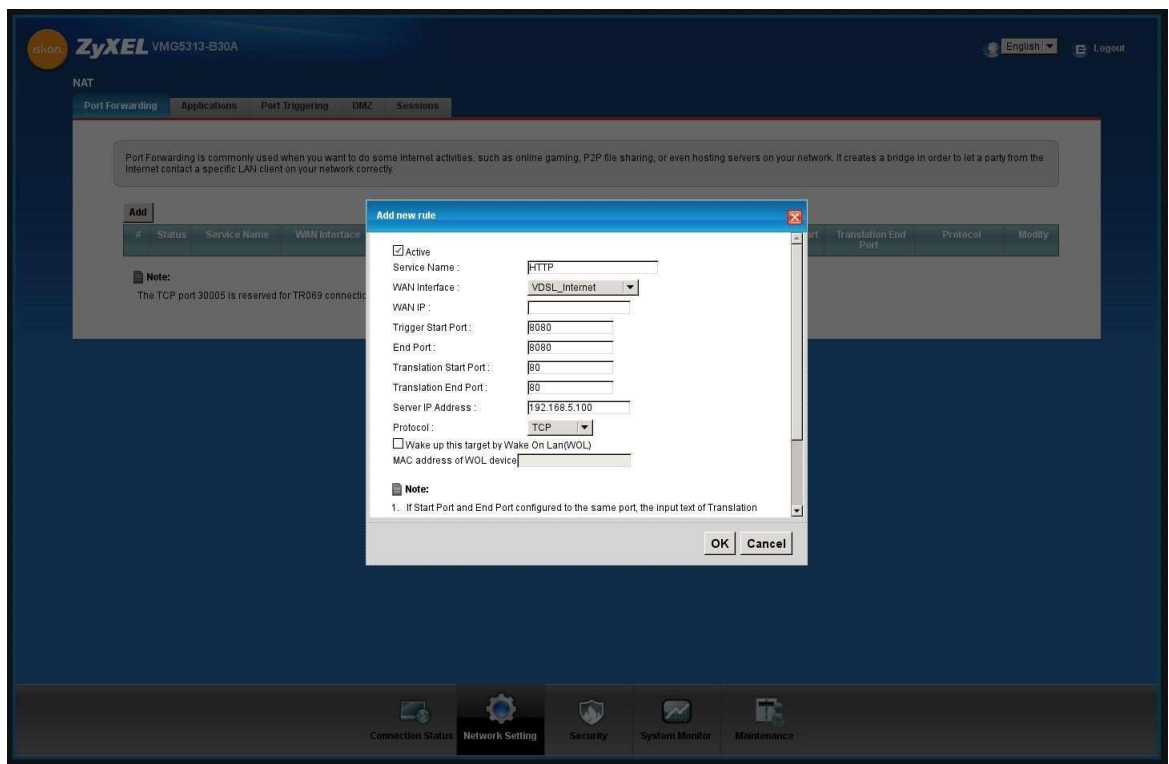 iskon.
ZyXEL VMG5313-B30A
English
Logout
NAT
Port Forwarding Applications Port Triggering DMZ Sessions
Port Forwarding is commonly used when you want to do some Internet activities, such as online gaming, P2P file sharing, or even hosting servers on your network. It creates a bridge in order to let a party from the
Internet contact a specific LAN client on your network correctly.
Add
# Status Service Name WAN Interface Translation End Port Protocol Modify
Note:
The TCP port 30005 is reserved for TR069 connectio
Add new rule
Active
Service Name : HTTP
WAN Interface : VDSL_Internet
WAN IP :
Trigger Start Port : 8080
End Port : 8080
Translation Start Port : 80
Translation End Port : 80
Server IP Address : 192.168.5.100
Protocol : TCP
Wake up this target by Wake On Lan(WOL)
MAC address of WOL device
Note:
1. If Start Port and End Port configured to the same port, the input text of Translation
OK Cancel
Connection Status Network Setting Security System Monitor Maintenance